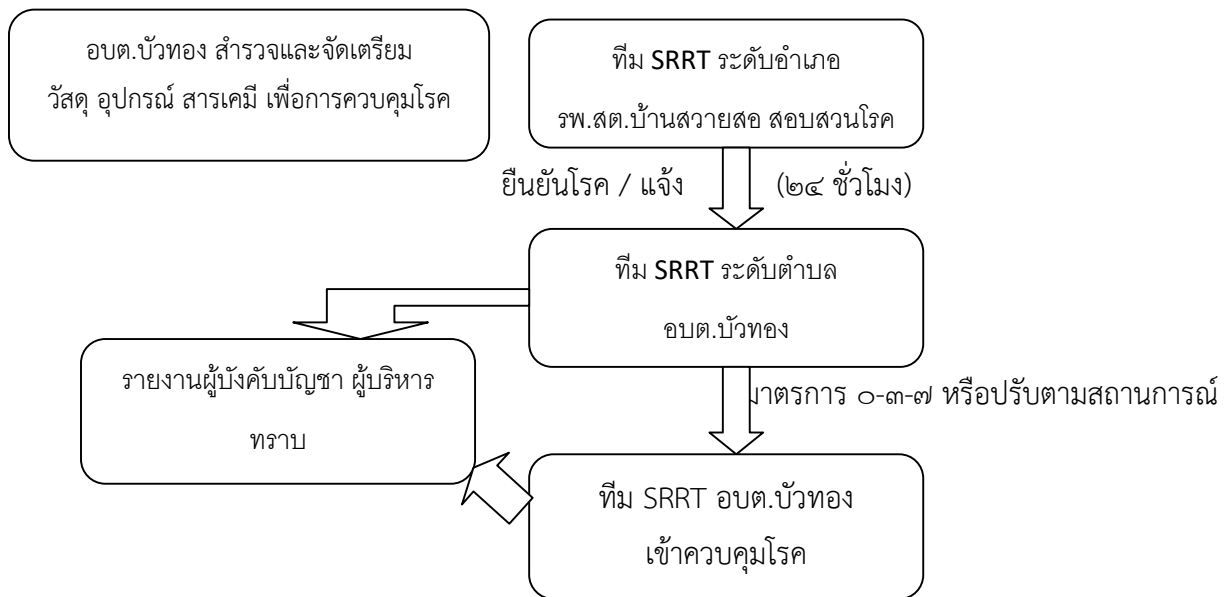 อบต.บัวทอง สำรวจและจัดเตรียม
วัสดุ อุปกรณ์ สารเคมี เพื่อการควบคุมโรค
ทีม SRRT ระดับอำเภอ
รพ.สต.บ้านสวายสอ สอบสวนโรค
ยืนยันโรค / แจ้ง (๒๔ ชั่วโมง)
ทีม SRRT ระดับตำบล
อบต.บัวทอง
รายงานผู้บังคับบัญชา ผู้บริหาร
ทราบ
มาตรการ ๐-๓-๗ หรือปรับตามสถานการณ์
ทีม SRRT อบต.บัวทอง
เข้าควบคุมโรค